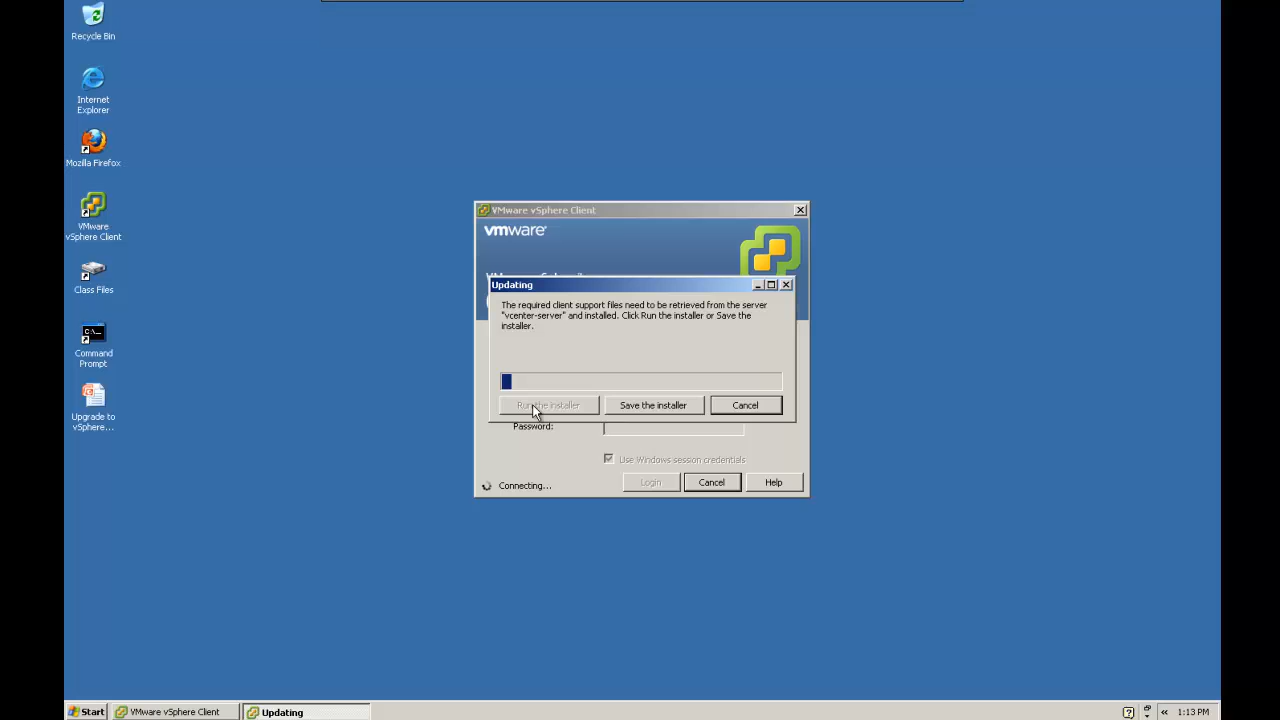 Recycle Bin
Internet
Explorer
Mozilla Firefox
VMware
vSphere Client
Class Files
C:\
Command
Prompt
Upgrade to
vSphere...
VMware vSphere Client
vmware
Updating
The required client support files need to be retrieved from the server
"vcenter-server" and installed. Click Run the installer or Save the
installer.
Run the installer
Save the installer
Cancel
Password:
Use Windows session credentials
Connecting...
Login
Cancel
Help
Start
VMware vSphere Client
Updating
1:13 PM